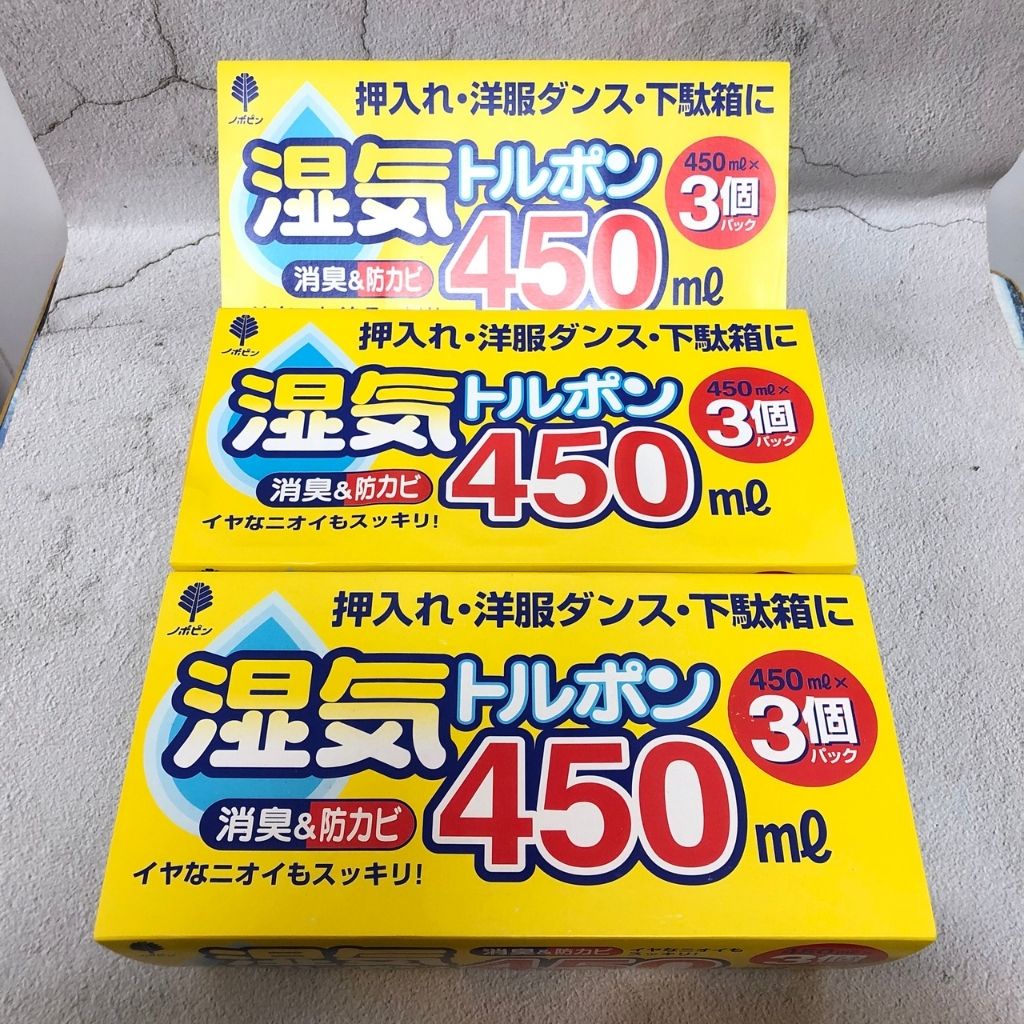 押入れ・洋服ダンス・下駄箱に
ノボピン
湿気トルポン
450ml×
3個
パック
450ml
消臭&防カビ
押入れ・洋服ダンス・下駄箱に
ノボピン
湿気トルポン
450ml×
3個
パック
450ml
消臭&防カビ
イヤなニオイもスッキリ!
押入れ・洋服ダンス・下駄箱に
ノボピン
湿気トルポン
450ml×
3個
パック
450ml
消臭&防カビ
イヤなニオイもスッキリ!
消臭&防カビ
イヤなニオイも
スッキリ!
湿気
450
3個